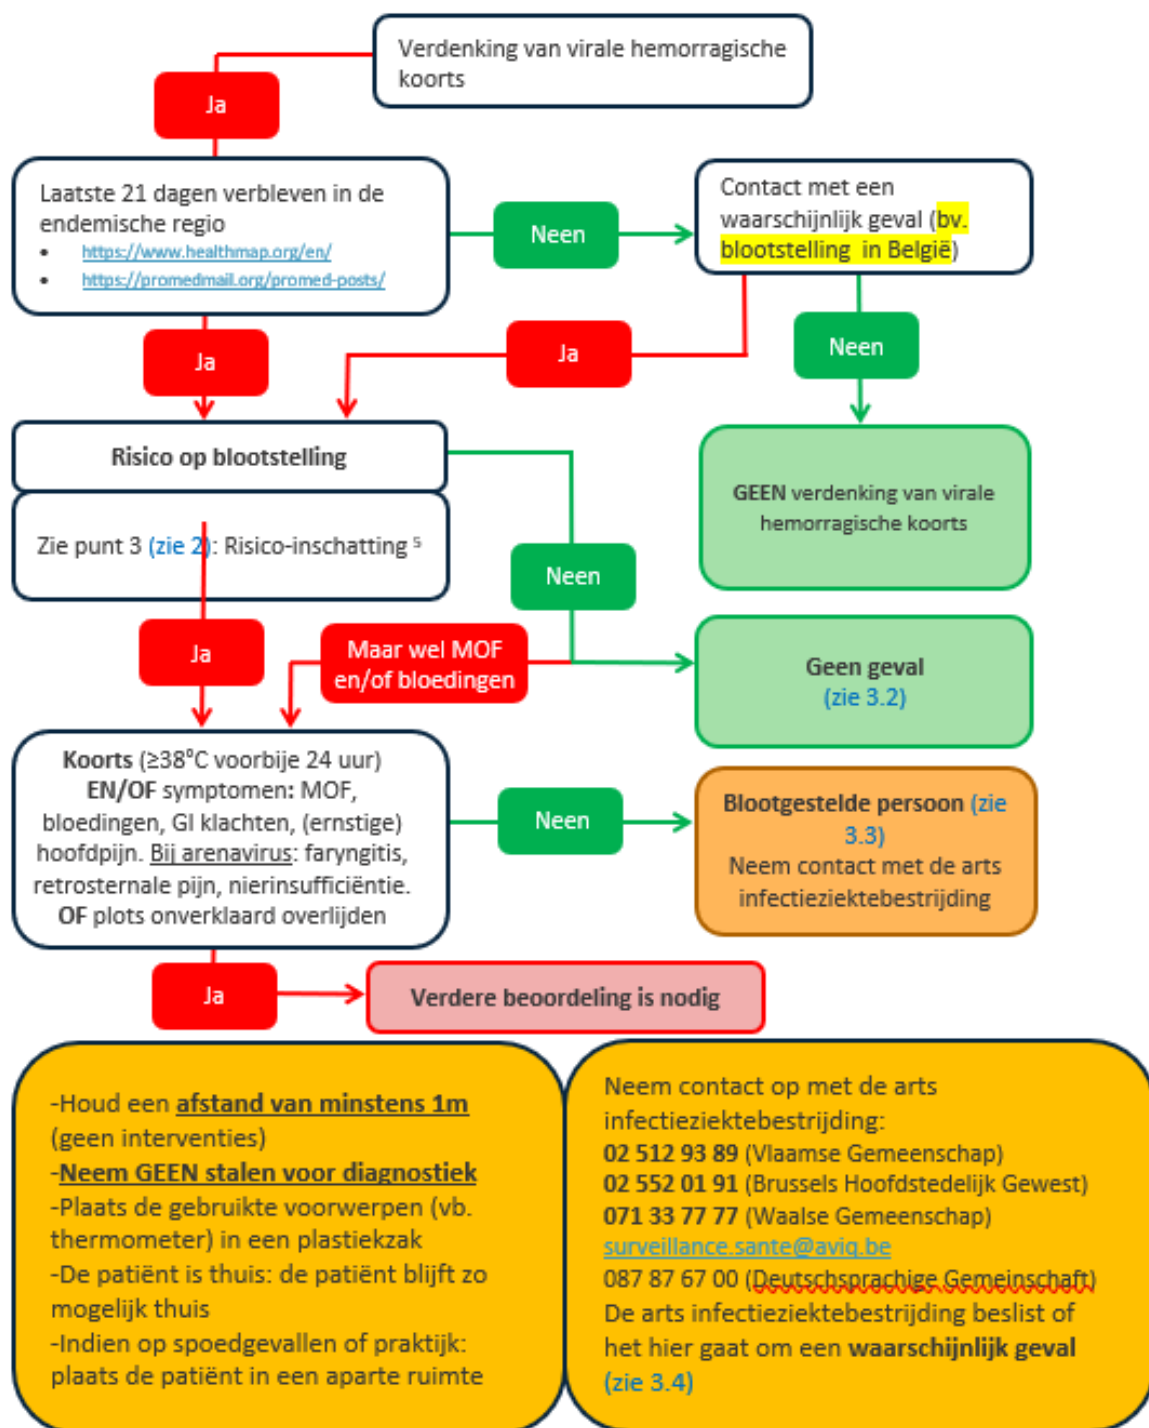 Verdenking van virale hemorragische
koorts
Ja
Laatste 21 dagen verbleven in de
endemische regio
• https://www.healthmap.org/en/
• https://promedmail.org/promed-posts/
Neen
Contact met een
waarschijnlijk geval (bv.
blootstelling in België)
Ja
Ja
Neen
Risico op blootstelling
Zie punt 3 (zie 2): Risico-inschatting ⁵
GEEN verdenking van virale
hemorragische koorts
Neen
Ja
Maar wel MOF
en/of bloedingen
Geen geval
(zie 3.2)
Koorts (≥38°C voorbije 24 uur)
EN/OF symptomen: MOF,
bloedingen, GI klachten, (ernstige)
hoofdpijn. Bij arenavirus: faryngitis,
retrosternale pijn, nierinsufficiëntie.
OF plots onverklaard overlijden
Neen
Blootgestelde persoon (zie
3.3)
Neem contact met de arts
infectieziektebestrijding
Ja
Verdere beoordeling is nodig
-Houd een afstand van minstens 1m
(geen interventies)
-Neem GEEN stalen voor diagnostiek
-Plaats de gebruikte voorwerpen (vb.
thermometer) in een plastiekzak
-De patiënt is thuis: de patiënt blijft zo
mogelijk thuis
-Indien op spoedgevallen of praktijk:
plaats de patiënt in een aparte ruimte
Neem contact op met de arts
infectieziektebestrijding:
02 512 93 89 (Vlaamse Gemeenschap)
02 552 01 91 (Brussels Hoofdstedelijk Gewest)
071 33 77 77 (Waalse Gemeenschap)
surveillance.sante@aviq.be
087 87 67 00 (Deutschsprachige Gemeinschaft)
De arts infectieziektebestrijding beslist of
het hier gaat om een waarschijnlijk geval
(zie 3.4)